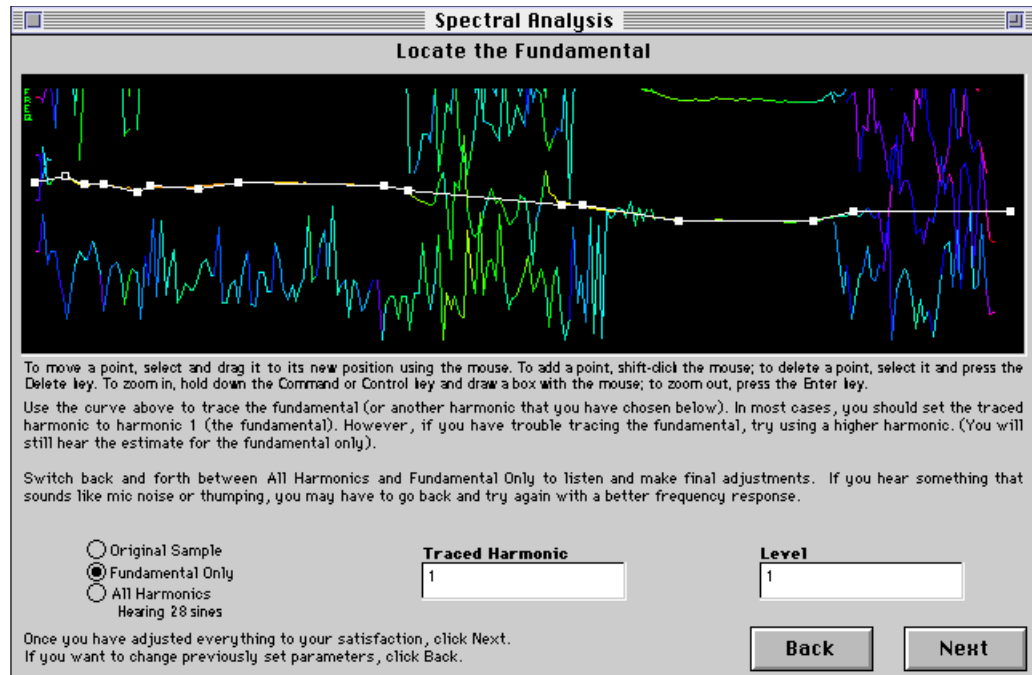 Spectral Analysis
Locate the Fundamental
To move a point, select and drag it to its new position using the mouse. To add a point, shift-click the mouse; to delete a point, select it and press the
Delete key. To zoom in, hold down the Command or Control key and draw a box with the mouse; to zoom out, press the Enter key.
Use the curve above to trace the fundamental (or another harmonic that you have chosen below). In most cases, you should set the traced
harmonic to harmonic 1 (the fundamental). However, if you have trouble tracing the fundamental, try using a higher harmonic. (You will
still hear the estimate for the fundamental only).
Switch back and forth between All Harmonics and Fundamental Only to listen and make final adjustments. If you hear something that
sounds like mic noise or thumping, you may have to go back and try again with a better frequency response.
Original Sample
Fundamental Only
All Harmonics
Hearing 28 sines
Traced Harmonic
1
Level
1
Once you have adjusted everything to your satisfaction, click Next.
If you want to change previously set parameters, click Back.
Back
Next